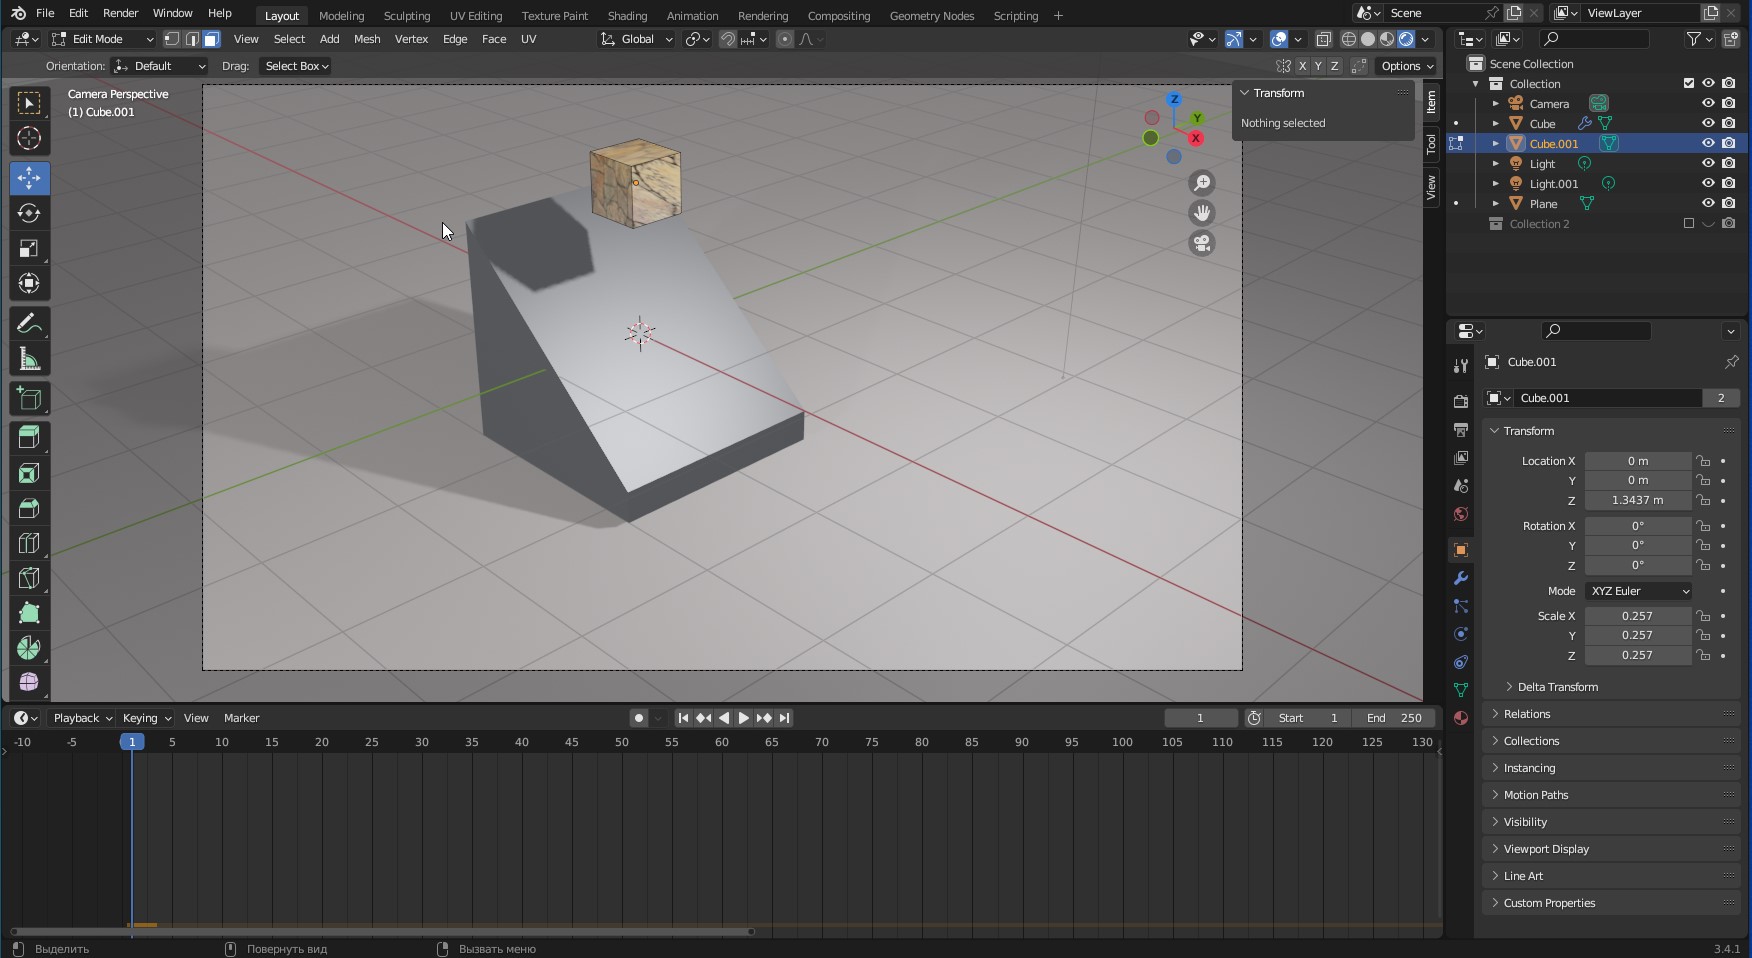 File Edit Render Window Help Layout Modeling Sculpting UV Editing Texture Paint Shading Animation Rendering Compositing Geometry Nodes Scripting + Scene ViewLayer
Edit Mode View Select Add Mesh Vertex Edge Face UV Global
Orientation: Default Drag: Select Box X Y Z Options
Camera Perspective
(1) Cube.001
Z
Y
X
Transform
Nothing selected
Item
Tool
View
Scene Collection
Collection
Camera
Cube
Cube.001
Light
Light.001
Plane
Collection 2
Cube.001
Cube.001 2
Transform
Location X 0 m
Y 0 m
Z 1.3437 m
Rotation X 0°
Y 0°
Z 0°
Mode XYZ Euler
Scale X 0.257
Y 0.257
Z 0.257
Delta Transform
Relations
Collections
Instancing
Motion Paths
Visibility
Viewport Display
Line Art
Custom Properties
Playback Keying View Marker 1 Start 1 End 250
-10 -5 1 5 10 15 20 25 30 35 40 45 50 55 60 65 70 75 80 85 90 95 100 105 110 115 120 125 130
Выделить Повернуть вид Вызвать меню 3.4.1